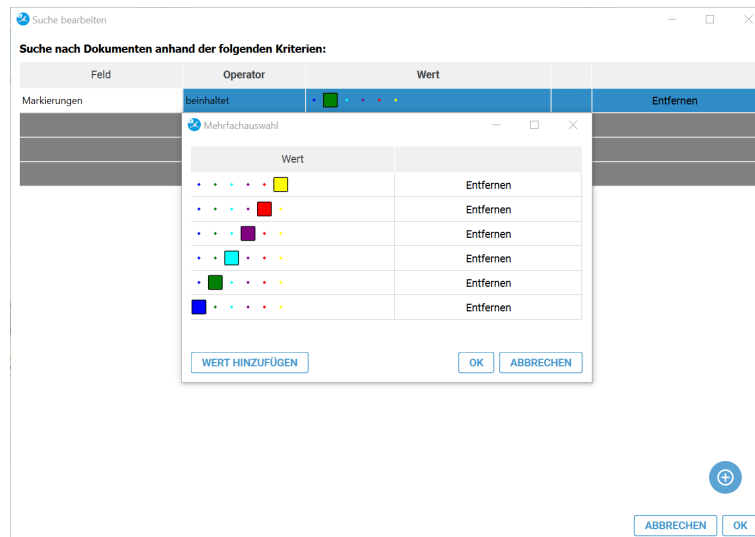 Suche bearbeiten
Suche nach Dokumenten anhand der folgenden Kriterien:
Feld Operator Wert
Markierungen beinhaltet Entfernen
Mehrfachauswahl
Wert
Entfernen
Entfernen
Entfernen
Entfernen
Entfernen
Entfernen
WERT HINZUFÜGEN OK ABBRECHEN
ABBRECHEN OK